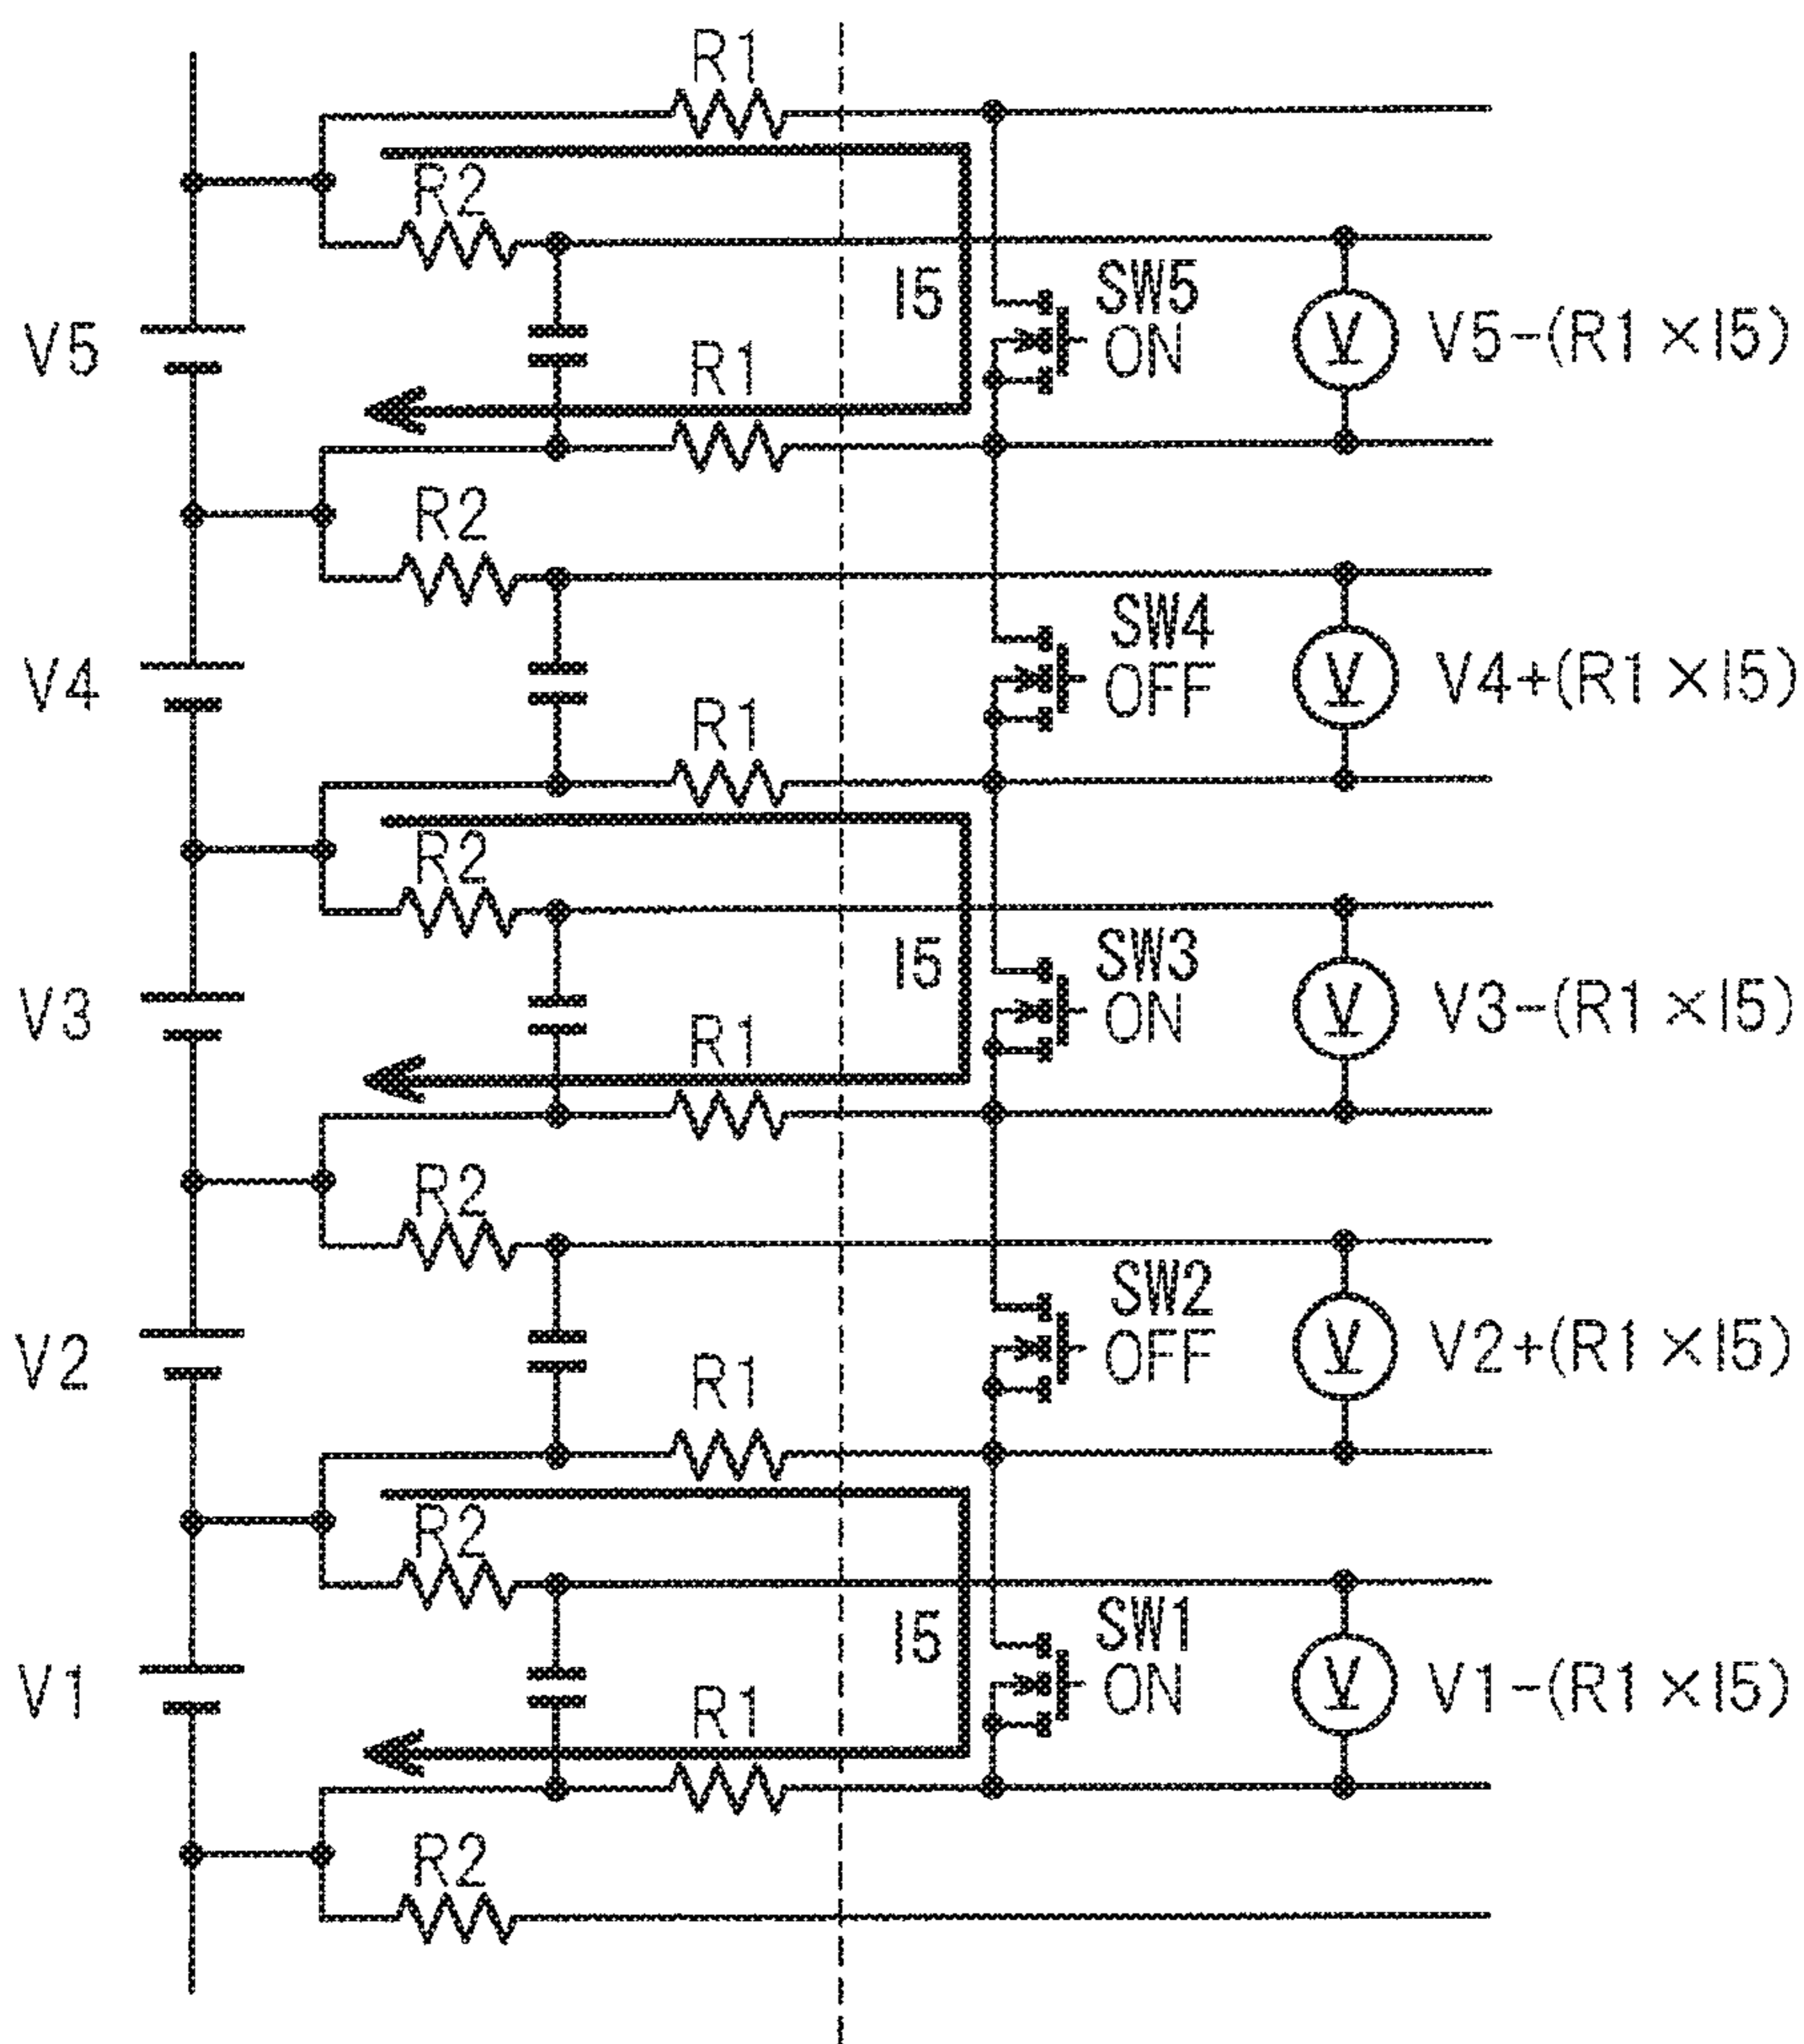 R1
R2
I5
SW5
ON
V
V5-(R1×I5)
V5
R1
R2
SW4
OFF
V
V4+(R1×I5)
V4
R1
R2
I5
SW3
ON
V
V3-(R1×I5)
V3
R1
R2
SW2
OFF
V
V2+(R1×I5)
V2
R1
R2
I5
SW1
ON
V
V1-(R1×I5)
V1
R1
R2